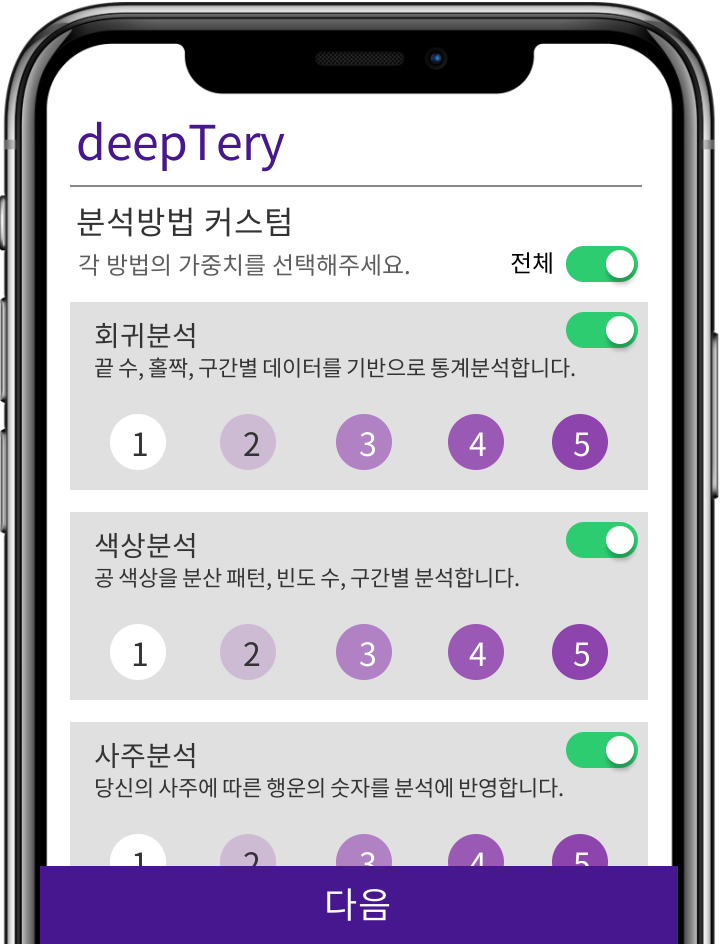 deepTery
분석방법 커스텀
각 방법의 가중치를 선택해주세요.
전체
회귀분석
끝 수, 홀짝, 구간별 데이터를 기반으로 통계분석합니다.
1 2 3 4 5
색상분석
공 색상을 분산 패턴, 빈도 수, 구간별 분석합니다.
1 2 3 4 5
사주분석
당신의 사주에 따른 행운의 숫자를 분석에 반영합니다.
1 2 3 4 5
다음